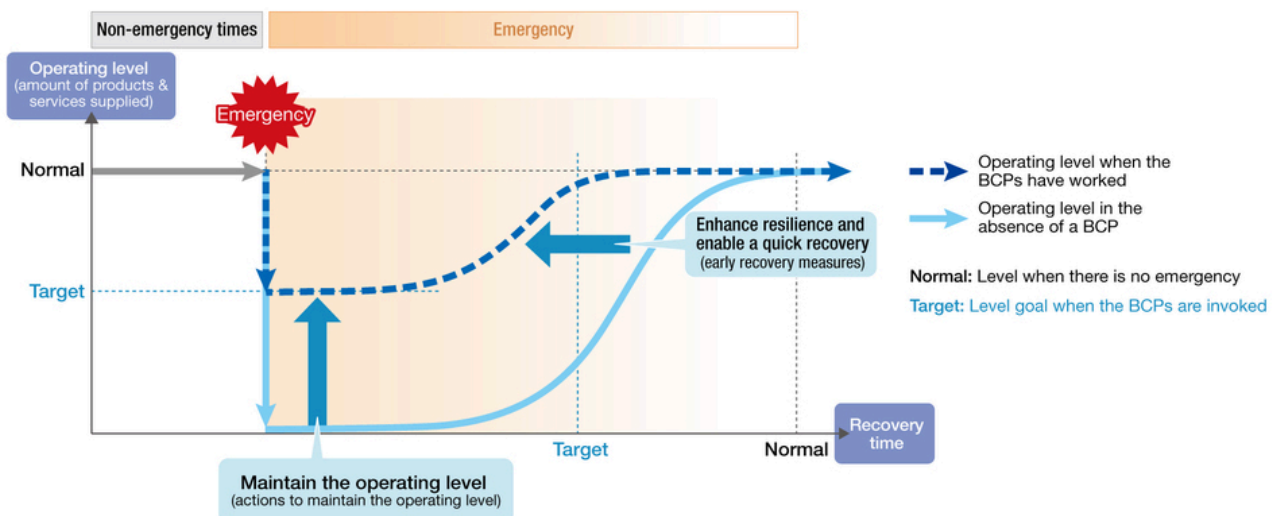 Non-emergency times
Emergency
Operating level
(amount of products &
services supplied)
Emergency
Normal
Target
Enhance resilience and
enable a quick recovery
(early recovery measures)
Operating level when the
BCPs have worked
Operating level in the
absence of a BCP
Normal: Level when there is no emergency
Target: Level goal when the BCPs are invoked
Target
Normal
Recovery
time
Maintain the operating level
(actions to maintain the operating level)